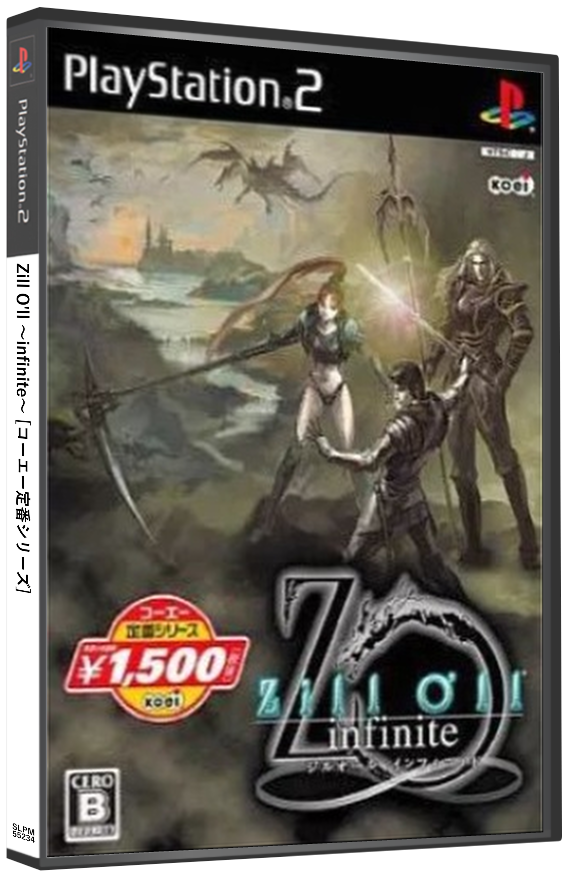 PlayStation®2
PlayStation®2
NTSC J
KOEI
Zill O'll ～infinite～ [コーエー定番シリーズ]
コーエー
定番シリーズ
¥1,500
KOEI
Zill O'll
infinite
ジルオール インフィニット
CERO
B
SLPM
55234